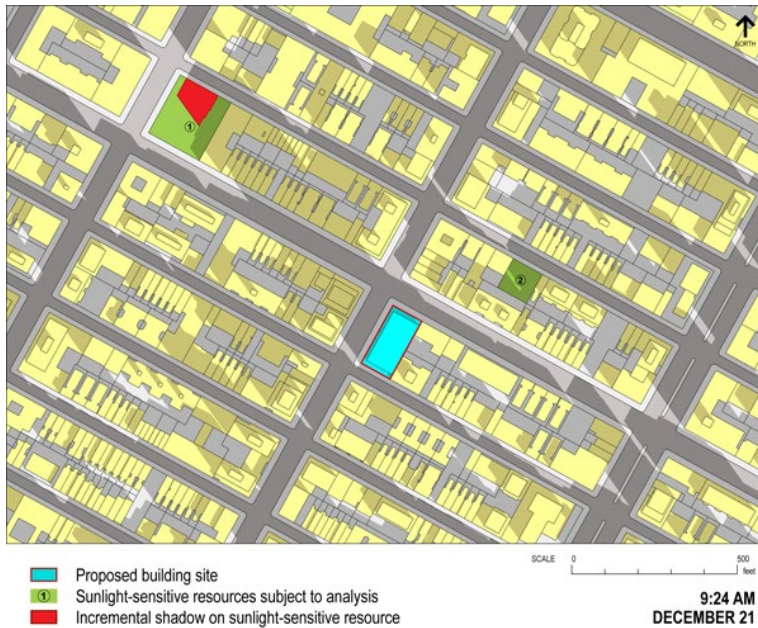 NORTH
①
②
SCALE 0 500
feet
Proposed building site
① Sunlight-sensitive resources subject to analysis
Incremental shadow on sunlight-sensitive resource
9:24 AM
DECEMBER 21